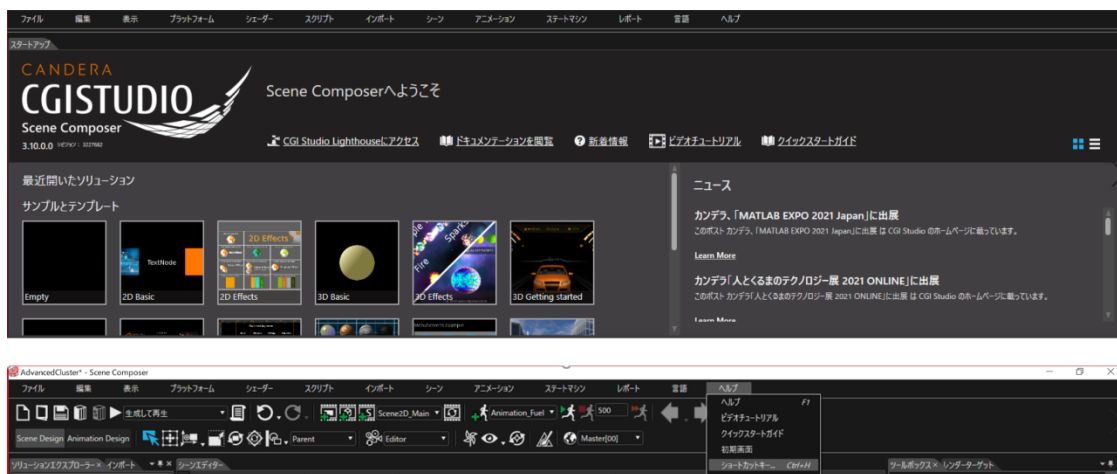 ファイル 編集 表示 プラットフォーム シェーダー スクリプト インポート シーン アニメーション ステートマシン レポート 言語 ヘルプ
スタートアップ
CANDERA
CGISTUDIO
Scene Composer
3.10.0.0 リビジョン : 3227662
Scene Composerへようこそ
CGI Studio Lighthouseにアクセス ドキュメンテーションを閲覧 新着情報 ビデオチュートリアル クイックスタートガイド
最近開いたソリューション
サンプルとテンプレート
Empty
TextNode
2D Basic
2D Effects
2D Effects
3D Basic
Fire
Sparks
3D Effects
3D Getting started
ニュース
カンデラ、「MATLAB EXPO 2021 Japan」に出展
このポスト カンデラ、「MATLAB EXPO 2021 Japan」に出展 は CGI Studio のホームページに載っています。
Learn More
カンデラ「人とくるまのテクノロジー展 2021 ONLINE」に出展
このポスト カンデラ「人とくるまのテクノロジー展 2021 ONLINE」に出展 は CGI Studio のホームページに載っています。
Learn More
AdvancedCluster* - Scene Composer
ファイル 編集 表示 プラットフォーム シェーダー スクリプト インポート シーン アニメーション ステートマシン レポート 言語 ヘルプ
生成して再生 Scene2D_Main Animation_Fuel 500
Scene Design Animation Design Parent Editor Master[00]
ヘルプ F1
ビデオチュートリアル
クイックスタートガイド
初期画面
ショートカットキー... Ctrl+H
ソリューションエクスプローラー インポート シーンエディター ツールボックス レンダーターゲット